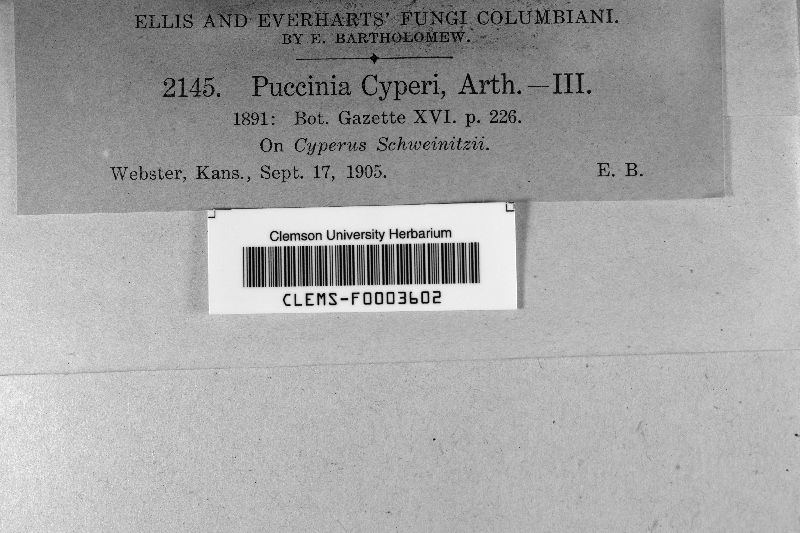 ELLIS AND EVERHARTS' FUNGI COLUMBIANI.
BY E. BARTHOLOMEW.
2145. Puccinia Cyperi, Arth.—III.
1891: Bot. Gazette XVI. p. 226.
On Cyperus Schweinitzii.
Webster, Kans., Sept. 17, 1905. E. B.
Clemson University Herbarium
CLEMS-F0003602